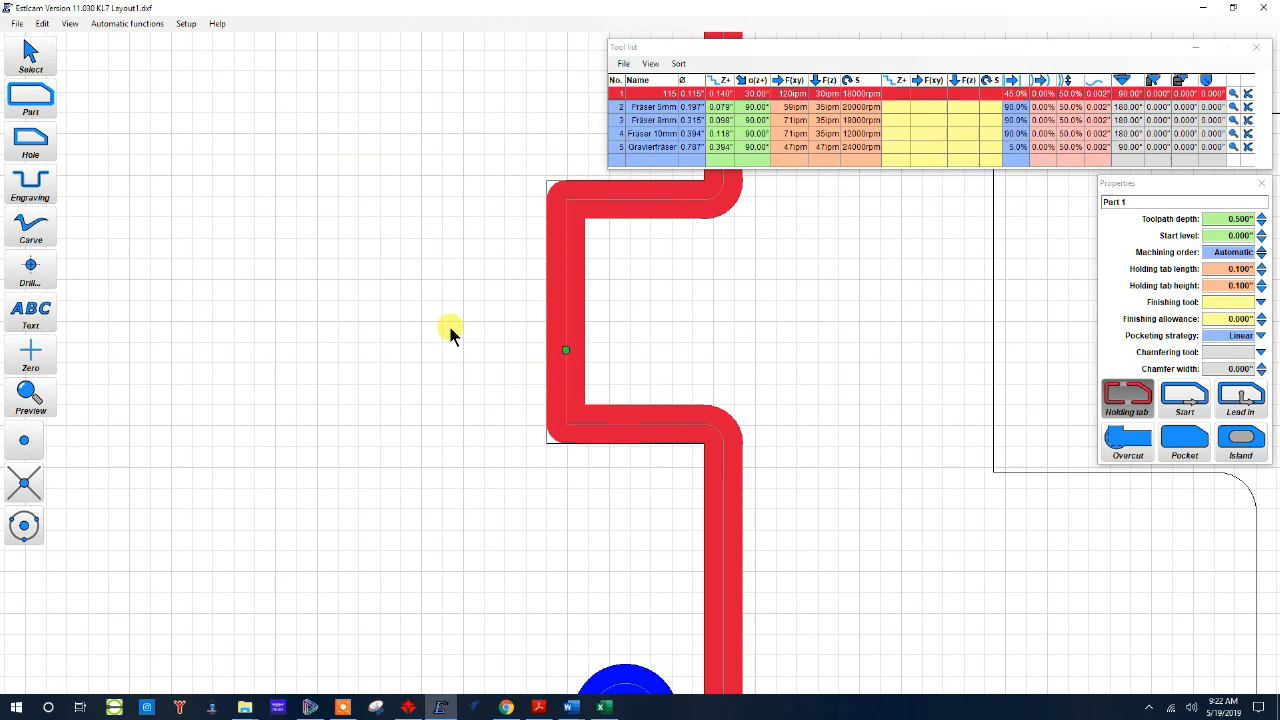 Estlcam Version 11.030 KL7 Layout1.dxf
File Edit View Automatic functions Setup Help
Select
Part
Hole
Engraving
Carve
Drill...
ABC
Text
Zero
Preview
Tool list
File View Sort
No. Name Ø Z+ α(z+) F(xy) F(z) S Z+ F(xy) F(z) S
1 .115 0.115" 0.140" 30.00° 120ipm 30ipm 18000rpm 45.0% 0.00% 50.0% 0.002" 90.00° 0.000" 0.000" 0.000"
2 Fräser 5mm 0.197" 0.079" 90.00° 59ipm 35ipm 20000rpm 90.0% 0.00% 50.0% 0.002" 180.00° 0.000" 0.000" 0.000"
3 Fräser 8mm 0.315" 0.098" 90.00° 71ipm 35ipm 18000rpm 90.0% 0.00% 50.0% 0.002" 180.00° 0.000" 0.000" 0.000"
4 Fräser 10mm 0.394" 0.118" 90.00° 71ipm 35ipm 12000rpm 90.0% 0.00% 50.0% 0.002" 180.00° 0.000" 0.000" 0.000"
5 Gravierfräser 0.787" 0.394" 90.00° 47ipm 47ipm 24000rpm 5.0% 0.00% 50.0% 0.002" 90.00° 0.000" 0.000" 0.000"
Properties
Part 1
Toolpath depth: 0.500"
Start level: 0.000"
Machining order: Automatic
Holding tab length: 0.100"
Holding tab height: 0.100"
Finishing tool:
Finishing allowance: 0.000"
Pocketing strategy: Linear
Chamfering tool:
Chamfer width: 0.000"
Holding tab Start Lead in
Overcut Pocket Island
9:22 AM
5/19/2019